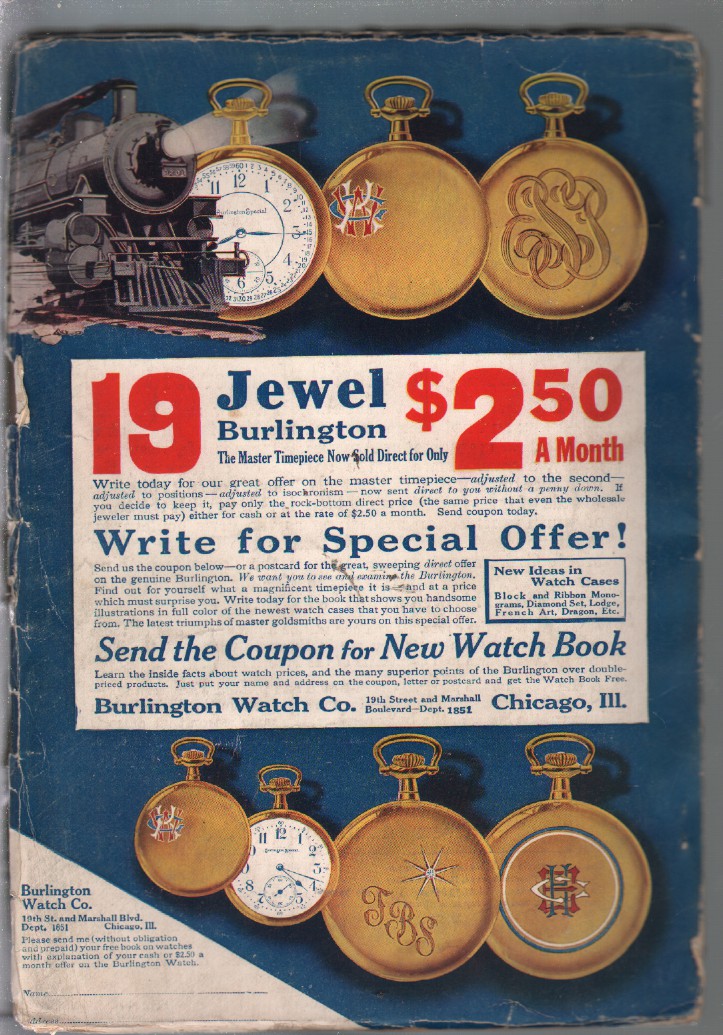 Burlington Special
19
Jewel
Burlington
$2 50
A Month
The Master Timepiece Now Sold Direct for Only
Write today for our great offer on the master timepiece—adjusted to the second—
adjusted to positions—adjusted to isochronism—now sent direct to you without a penny down. If
you decide to keep it, pay only the rock-bottom direct price (the same price that even the wholesale
jeweler must pay) either for cash or at the rate of $2.50 a month. Send coupon today.
Write for Special Offer!
Send us the coupon below—or a postcard for the great, sweeping direct offer
on the genuine Burlington. We want you to see and examine the Burlington.
Find out for yourself what a magnificent timepiece it is—and at a price
which must surprise you. Write today for the book that shows you handsome
illustrations in full color of the newest watch cases that you have to choose
from. The latest triumphs of master goldsmiths are yours on this special offer.
New Ideas in
Watch Cases
Block and Ribbon Mono-
grams, Diamond Set, Lodge,
French Art, Dragon, Etc.
Send the Coupon for New Watch Book
Learn the inside facts about watch prices, and the many superior points of the Burlington over double-
priced products. Just put your name and address on the coupon, letter or postcard and get the Watch Book Free.
Burlington Watch Co. 19th Street and Marshall
Boulevard—Dept. 1851 Chicago, Ill.
TBS
Burlington
Watch Co.
19th St. and Marshall Blvd.
Dept. 1851 Chicago, Ill.
Please send me (without obligation
and prepaid) your free book on watches
with explanation of your cash or $2.50 a
month offer on the Burlington Watch.
Name
Address